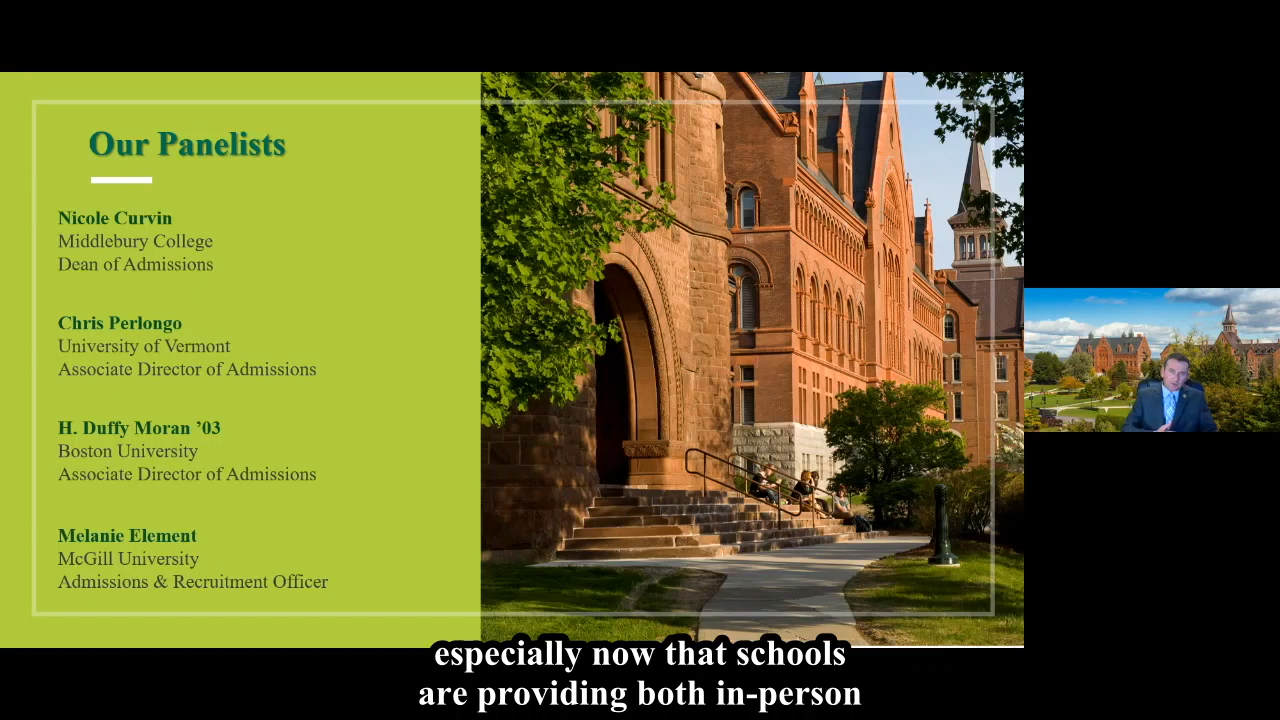 Our Panelists
Nicole Curvin
Middlebury College
Dean of Admissions
Chris Perlongo
University of Vermont
Associate Director of Admissions
H. Duffy Moran ’03
Boston University
Associate Director of Admissions
Melanie Element
McGill University
Admissions & Recruitment Officer
especially now that schools
are providing both in-person